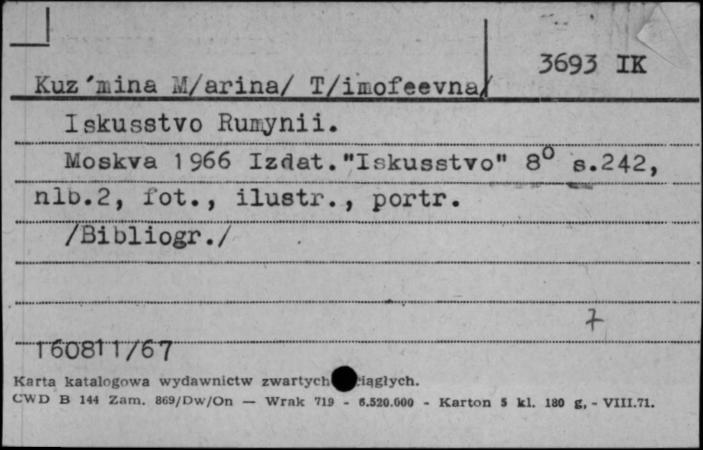 3693 IK
Kuz'mina M/arina/ T/imofeevna/
Iskusstvo Rumynii.
Moskva 1966 Izdat."Iskusstvo" 8° s.242,
nlb.2, fot., ilustr., portr.
/Bibliogr./
7
160811/67
Karta katalogowa wydawnictw zwartych ciągłych.
CWD B 144 Zam. 869/Dw/On — Wrak 719 - 6.520.000 - Karton 5 kl. 180 g, - VIII.71.